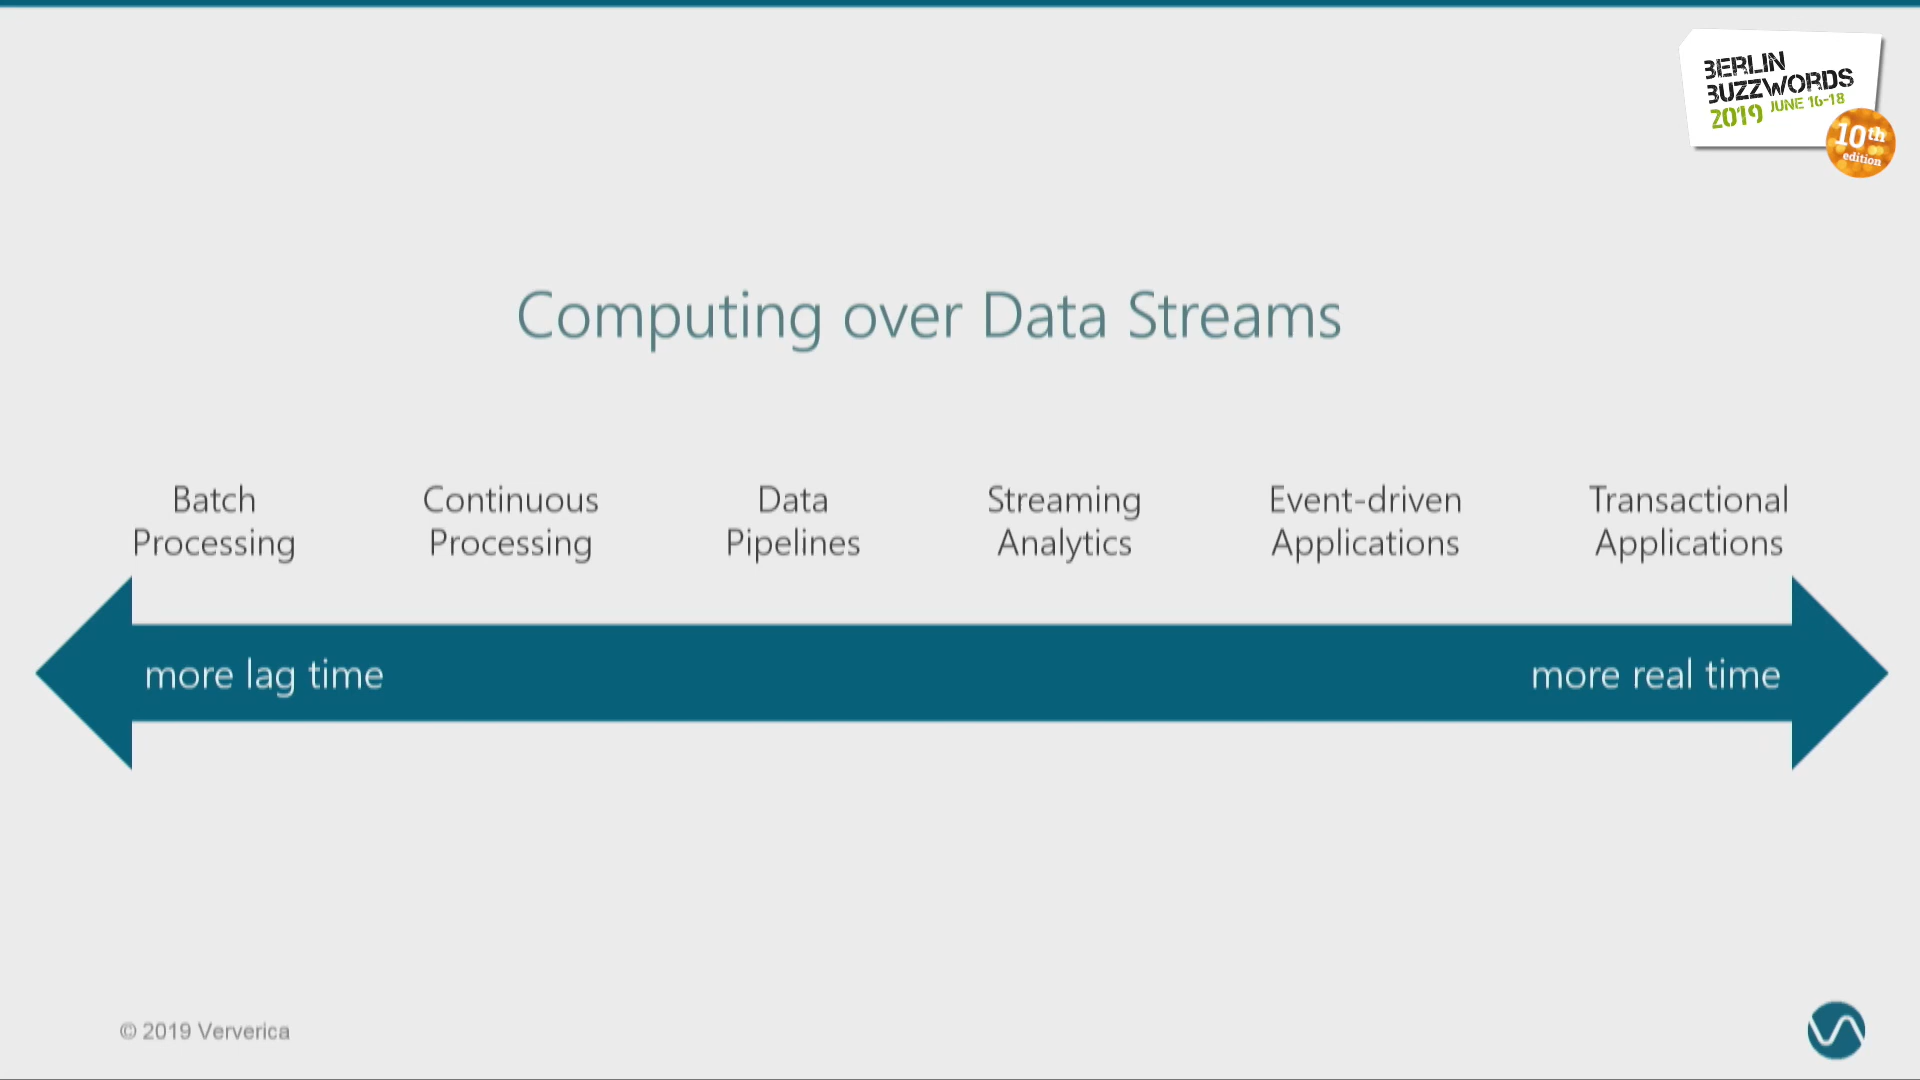 BERLIN
BUZZWORDS
2019 JUNE 16-18
10th
edition
Computing over Data Streams
Batch
Processing
Continuous
Processing
Data
Pipelines
Streaming
Analytics
Event-driven
Applications
Transactional
Applications
more lag time
more real time
© 2019 Ververica